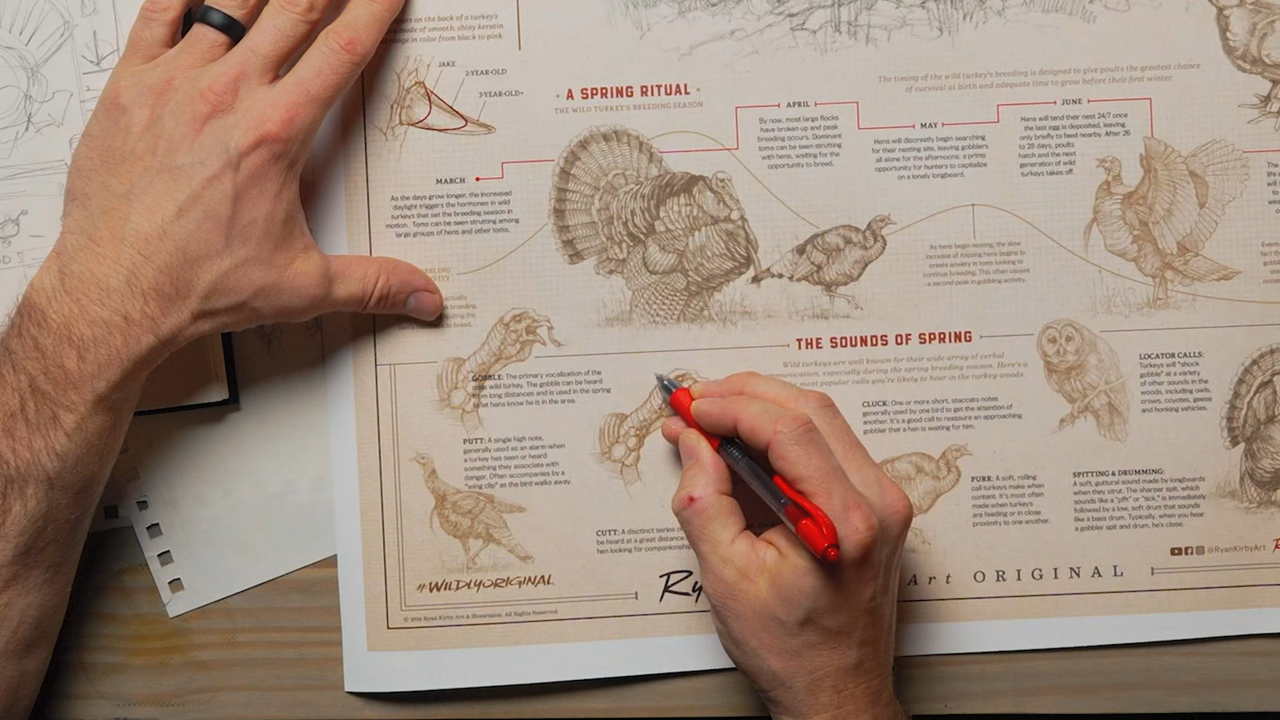 on the back of a turkey's
made of smooth, shiny keratin
range in color from black to pink.
JAKE
2-YEAR-OLD
3-YEAR-OLD+
A SPRING RITUAL
THE WILD TURKEY'S BREEDING SEASON
The timing of the wild turkey's breeding is designed to give poults the greatest chance
of survival at birth and adequate time to grow before their first winter.
MARCH
As the days grow longer, the increased
daylight triggers the hormones in wild
turkeys that set the breeding season in
motion. Toms can be seen strutting among
large groups of hens and other toms.
APRIL
By now, most large flocks
have broken up and peak
breeding occurs. Dominant
toms can be seen strutting
with hens, waiting for the
opportunity to breed.
MAY
Hens will discreetly begin searching
for their nesting site, leaving gobblers
all alone for the afternoons: a prime
opportunity for hunters to capitalize
on a lonely longbeard.
JUNE
Hens will tend their nest 24/7 once
the last egg is deposited, leaving
only briefly to feed nearby. After 26
to 28 days, poults
hatch and the next
generation of wild
turkeys takes off.
As hens begin nesting, the slow
increase of missing hens begins to
create anxiety in toms looking to
continue breeding. This often causes
a second peak in gobbling activity.
THE SOUNDS OF SPRING
Wild turkeys are well known for their wide array of verbal
especially during the spring breeding season. Here's a
most popular calls you're likely to hear in the turkey woods.
GOBBLE: The primary vocalization of the
male wild turkey. The gobble can be heard
from long distances and is used in the spring
to let hens know he is in the area.
PUTT: A single high note,
generally used as an alarm when
a turkey has seen or heard
something they associate with
danger. Often accompanies by a
"wing clip" as the bird walks away.
CUTT: A disctinct series
be heard at a great distance
hen looking for companionship
CLUCK: One or more short, staccato notes
generally used by one bird to get the attention of
another. It's a good call to reassure an approaching
gobbler that a hen is waiting for him.
PURR: A soft, rolling
call turkeys make when
content. It's most often
made when turkeys
are feeding or in close
proximity to one another.
LOCATOR CALLS:
Turkeys will "shock
gobble" at a variety
of other sounds in the
woods, including owls,
crows, coyotes, geese
and honking vehicles.
SPITTING & DRUMMING:
A soft, guttural sound made by longbeards
when they strut. The sharper spit, which
sounds like a "pfft" or "tick," is immediately
followed by a low, soft drum that sounds
like a bass drum. Typically, when you hear
a gobbler spit and drum, he's close.
@RyanKirbyArt
#WILDLYORIGINAL
Ry
Art ORIGINAL
Ryan Kirby Art & Illustration. All Rights Reserved.